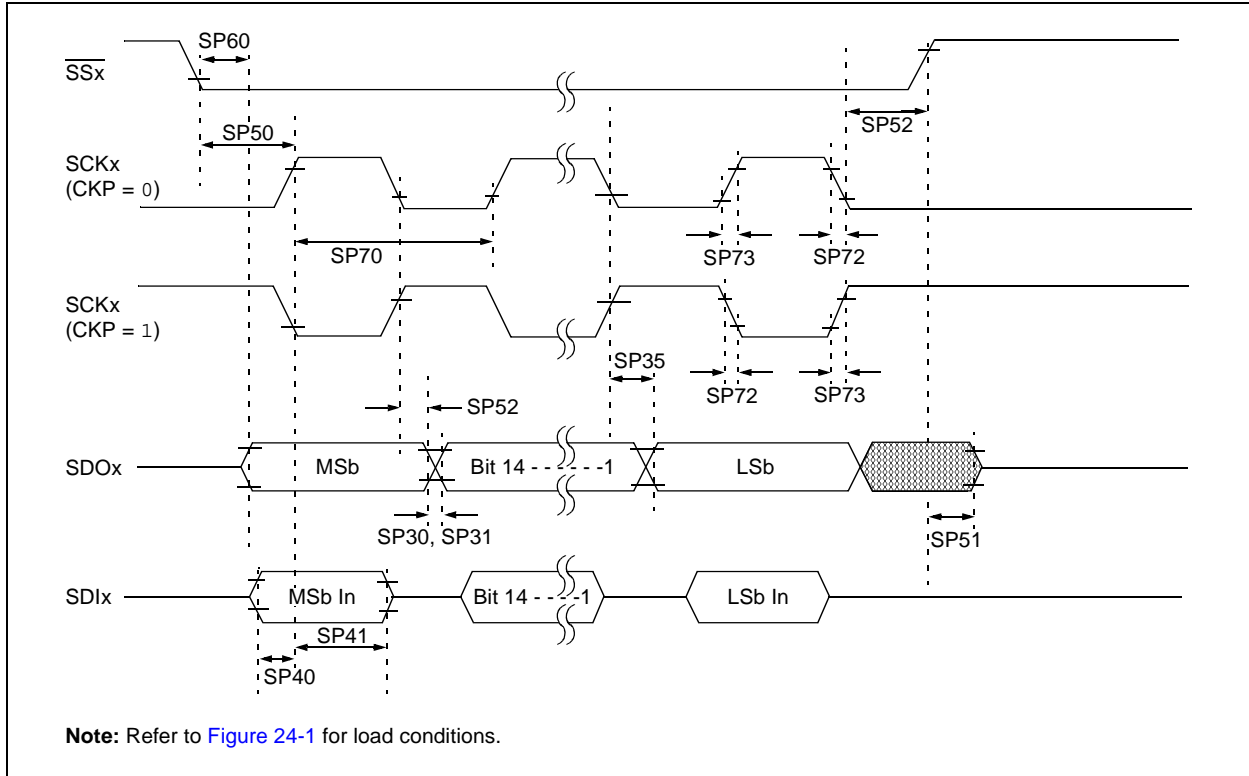 SP60
SSx
SP50
SP52
SCKx
(CKP = 0)
SP70
SP73
SP72
SCKx
(CKP = 1)
SP35
SP72
SP73
SP52
SDOx
MSb
Bit 14 - - - - - -1
LSb
SP30, SP31
SP51
SDIx
MSb In
Bit 14 - - - -1
LSb In
SP41
SP40
Note: Refer to Figure 24-1 for load conditions.